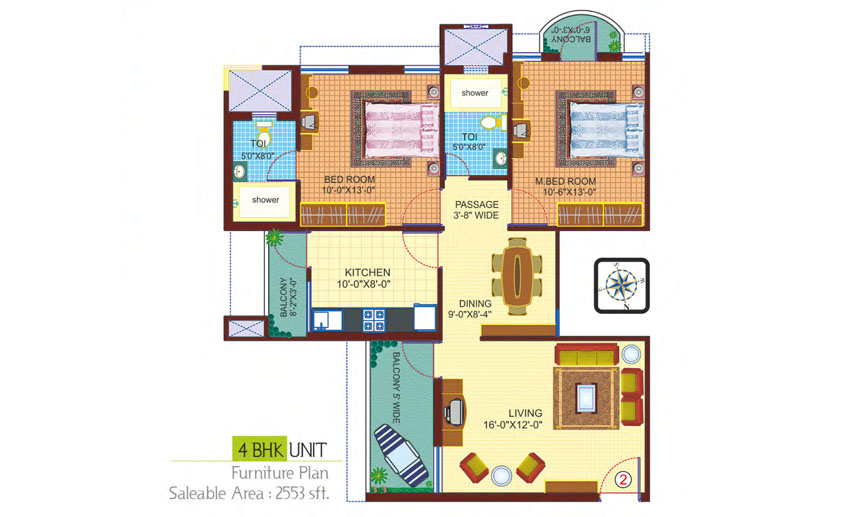 BALCONY
6'-0"X3'-0"
shower
TOI
5'0"X8'0"
TOI
5'0"X8'0"
shower
BED ROOM
10'-0"X13'-0"
M.BED ROOM
10'-6"X13'-0"
PASSAGE
3'-8" WIDE
KITCHEN
10'-0"X8'-0"
BALCONY
8'-2"X3'-0"
DINING
9'-0"X8'-4"
BALCONY 5' WIDE
LIVING
16'-0"X12'-0"
2
4 BHK UNIT
Furniture Plan
Saleable Area : 2553 sft.